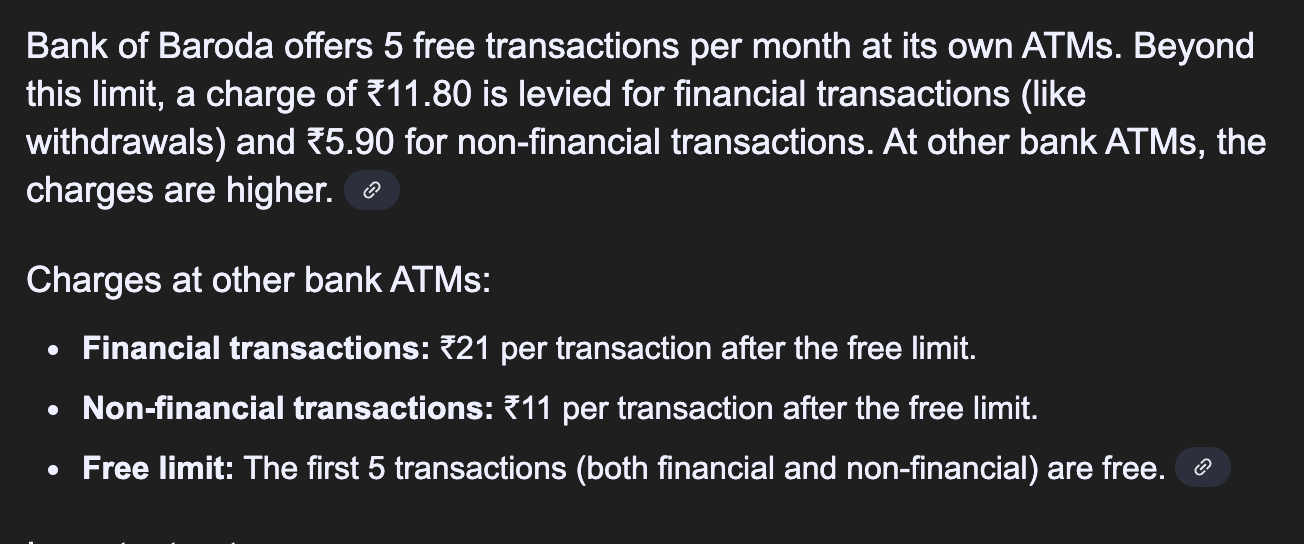 Bank of Baroda offers 5 free transactions per month at its own ATMs. Beyond
this limit, a charge of ₹11.80 is levied for financial transactions (like
withdrawals) and ₹5.90 for non-financial transactions. At other bank ATMs, the
charges are higher.
Charges at other bank ATMs:
• Financial transactions: ₹21 per transaction after the free limit.
• Non-financial transactions: ₹11 per transaction after the free limit.
• Free limit: The first 5 transactions (both financial and non-financial) are free.